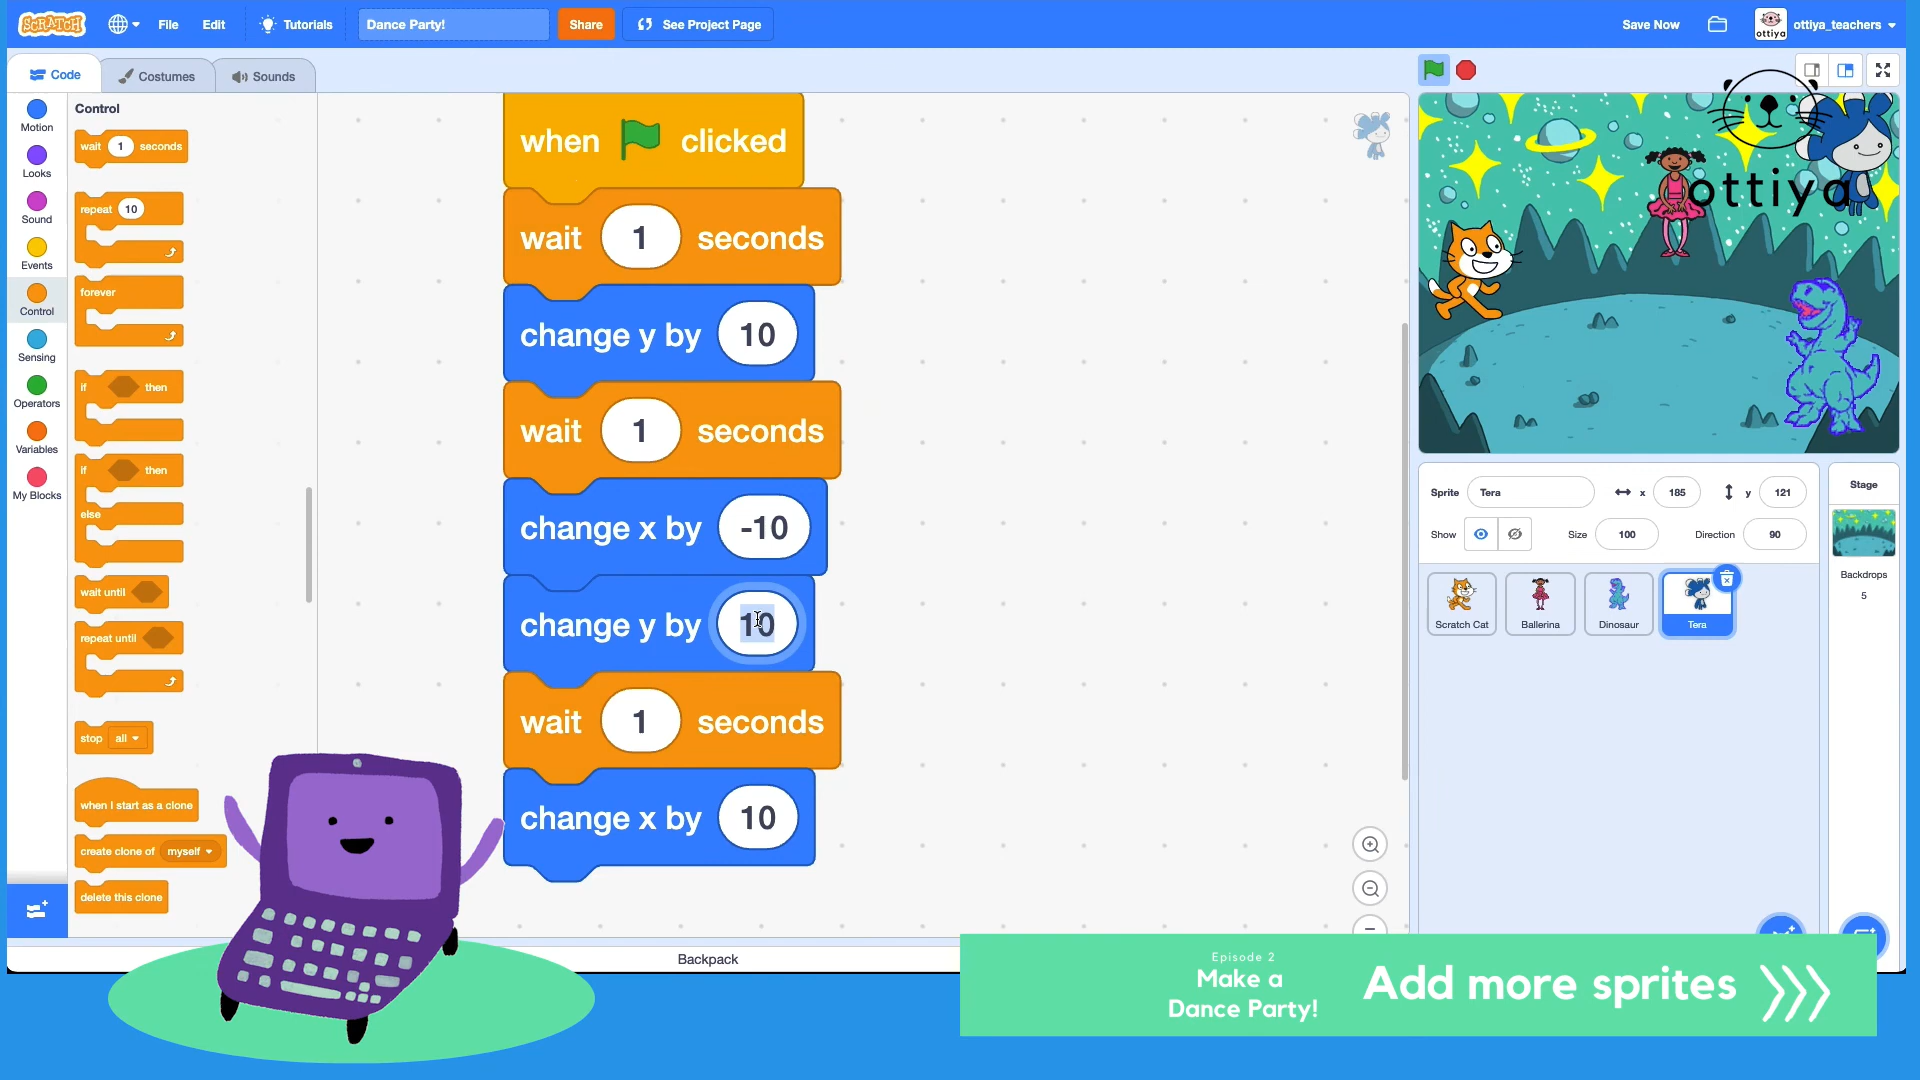 SCRATCH
File
Edit
Tutorials
Dance Party!
Share
See Project Page
Save Now
ottiya
ottiya_teachers
Code
Costumes
Sounds
Motion
Looks
Sound
Events
Control
Sensing
Operators
Variables
My Blocks
Control
wait 1 seconds
repeat 10
forever
if then
if then
else
wait until
repeat until
stop all
when I start as a clone
create clone of myself
delete this clone
when clicked
wait 1 seconds
change y by 10
wait 1 seconds
change x by -10
change y by 10
wait 1 seconds
change x by 10
Backpack
ottiya
Sprite Tera x 185 y 121
Show Size 100 Direction 90
Scratch Cat
Ballerina
Dinosaur
Tera
Stage
Backdrops
5
Episode 2
Make a
Dance Party!
Add more sprites